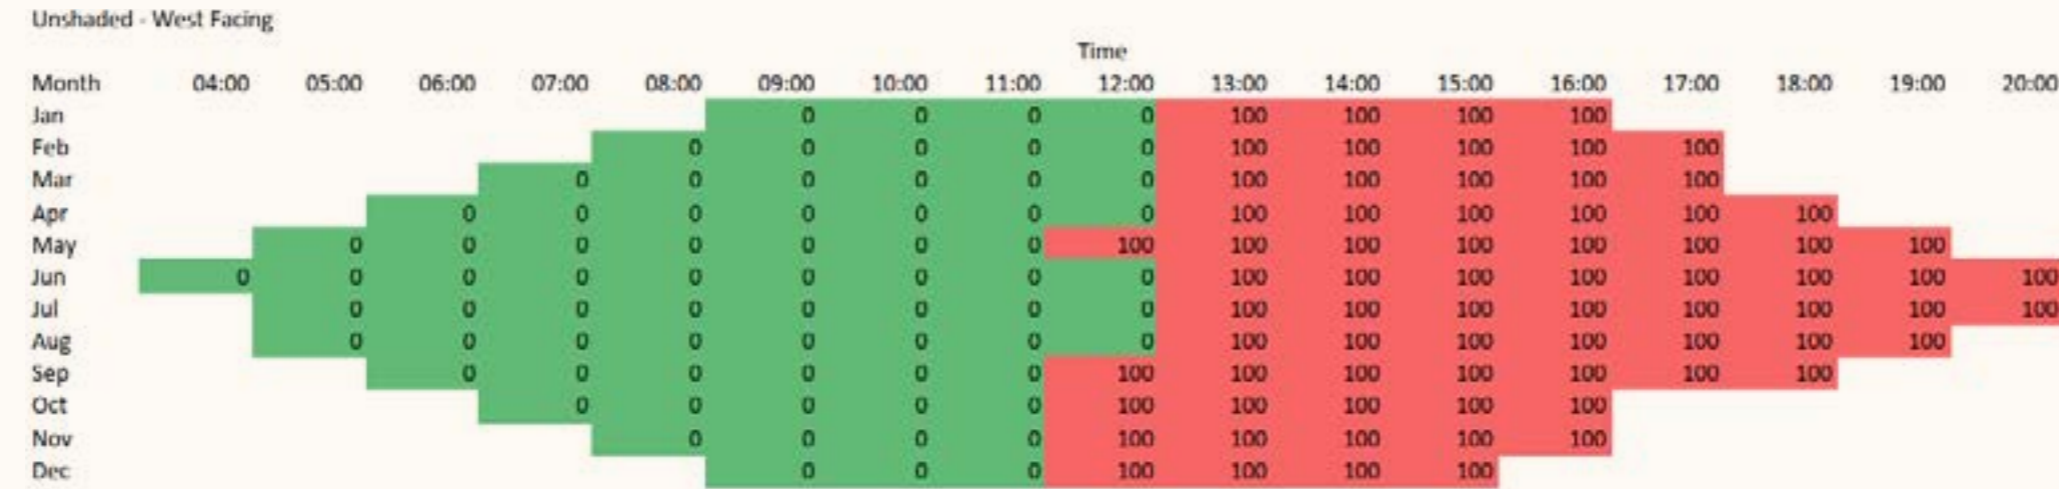 Unshaded - West Facing
Time
Month 04:00 05:00 06:00 07:00 08:00 09:00 10:00 11:00 12:00 13:00 14:00 15:00 16:00 17:00 18:00 19:00 20:00
Jan 0 0 0 0 100 100 100 100
Feb 0 0 0 0 0 100 100 100 100 100
Mar 0 0 0 0 0 0 100 100 100 100 100
Apr 0 0 0 0 0 0 0 100 100 100 100 100 100
May 0 0 0 0 0 0 0 100 100 100 100 100 100 100 100
Jun 0 0 0 0 0 0 0 0 0 100 100 100 100 100 100 100 100
Jul 0 0 0 0 0 0 0 0 100 100 100 100 100 100 100 100
Aug 0 0 0 0 0 0 0 0 100 100 100 100 100 100 100
Sep 0 0 0 0 0 0 100 100 100 100 100 100 100
Oct 0 0 0 0 0 100 100 100 100 100
Nov 0 0 0 0 100 100 100 100 100
Dec 0 0 0 100 100 100 100